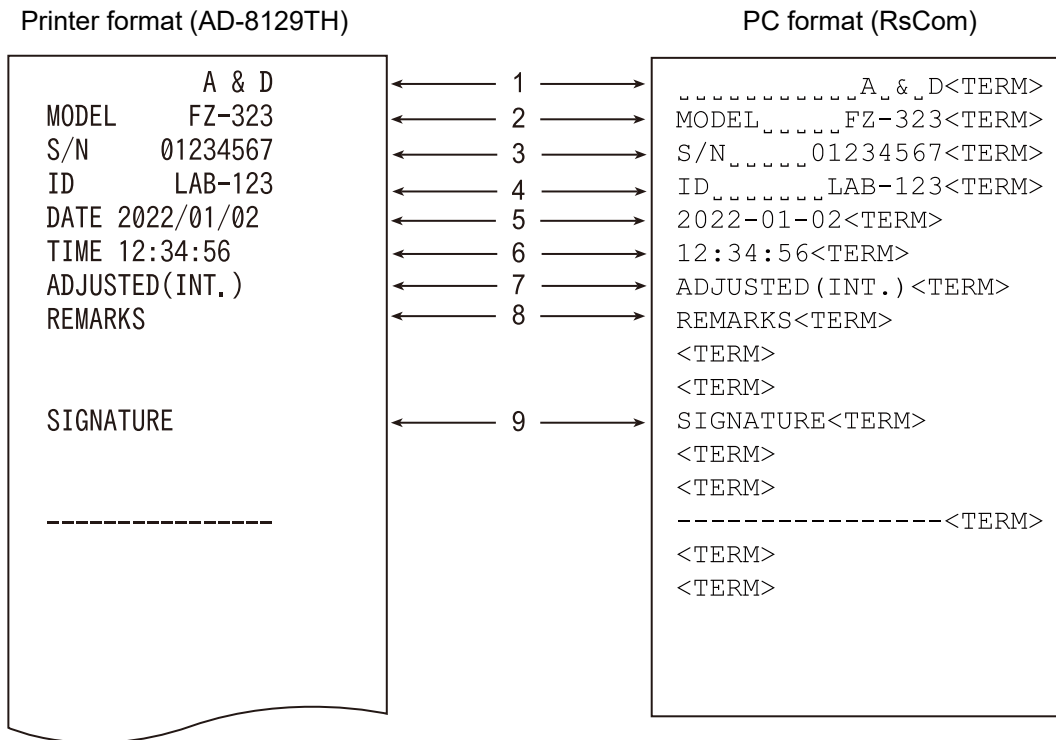 Printer format (AD-8129TH)
A & D
MODEL FZ-323
S/N 01234567
ID LAB-123
DATE 2022/01/02
TIME 12:34:56
ADJUSTED(INT.)
REMARKS
SIGNATURE
----------------
1
2
3
4
5
6
7
8
9
PC format (RsCom)
␣␣␣␣␣␣␣␣␣␣␣A␣&␣D<TERM>
MODEL␣␣␣␣␣FZ-323<TERM>
S/N␣␣␣␣␣01234567<TERM>
ID␣␣␣␣␣␣␣LAB-123<TERM>
2022-01-02<TERM>
12:34:56<TERM>
ADJUSTED(INT.)<TERM>
REMARKS<TERM>
<TERM>
<TERM>
SIGNATURE<TERM>
<TERM>
<TERM>
----------------<TERM>
<TERM>
<TERM>